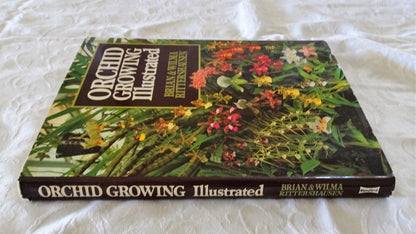 ORCHID
GROWING
Illustrated
BRIAN & WILMA
RITTERSHAUSEN
ORCHID GROWING Illustrated
BRIAN & WILMA
RITTERSHAUSEN